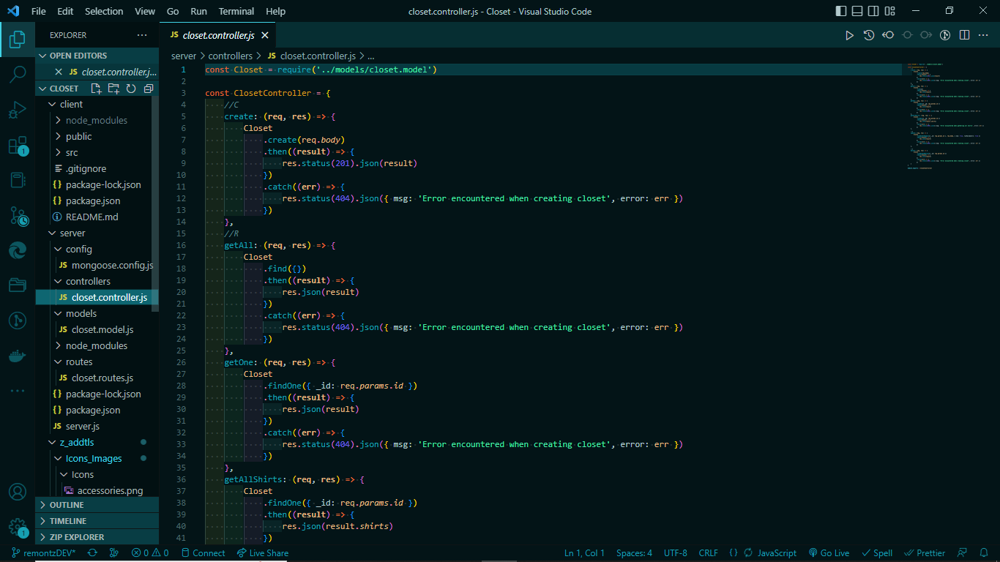 File Edit Selection View Go Run Terminal Help
closet.controller.js - Closet - Visual Studio Code
EXPLORER
OPEN EDITORS
JS closet.controller.j...
CLOSET
client
node_modules
public
src
.gitignore
{} package-lock.json
{} package.json
README.md
server
config
JS mongoose.config.js
controllers
JS closet.controller.js
models
JS closet.model.js
node_modules
routes
JS closet.routes.js
{} package-lock.json
{} package.json
JS server.js
z_addtls
Icons_Images
Icons
accessories.png
OUTLINE
TIMELINE
ZIP EXPLORER
1
1
JS closet.controller.js
server > controllers > JS closet.controller.js > ...
1 const Closet = require('../models/closet.model')
2
3 const ClosetController = {
4 //C
5 create: (req, res) => {
6 Closet
7 .create(req.body)
8 .then((result) => {
9 res.status(201).json(result)
10 })
11 .catch((err) => {
12 res.status(404).json({ msg: 'Error encountered when creating closet', error: err })
13 })
14 },
15 //R
16 getAll: (req, res) => {
17 Closet
18 .find({})
19 .then((result) => {
20 res.json(result)
21 })
22 .catch((err) => {
23 res.status(404).json({ msg: 'Error encountered when creating closet', error: err })
24 })
25 },
26 getOne: (req, res) => {
27 Closet
28 .findOne({ _id: req.params.id })
29 .then((result) => {
30 res.json(result)
31 })
32 .catch((err) => {
33 res.status(404).json({ msg: 'Error encountered when creating closet', error: err })
34 })
35 },
36 getAllShirts: (req, res) => {
37 Closet
38 .findOne({ _id: req.params.id })
39 .then((result) => {
40 res.json(result.shirts)
41 })
remontzDEV* 0 0 Connect Live Share Ln 1, Col 1 Spaces: 4 UTF-8 CRLF {} JavaScript Go Live Spell Prettier